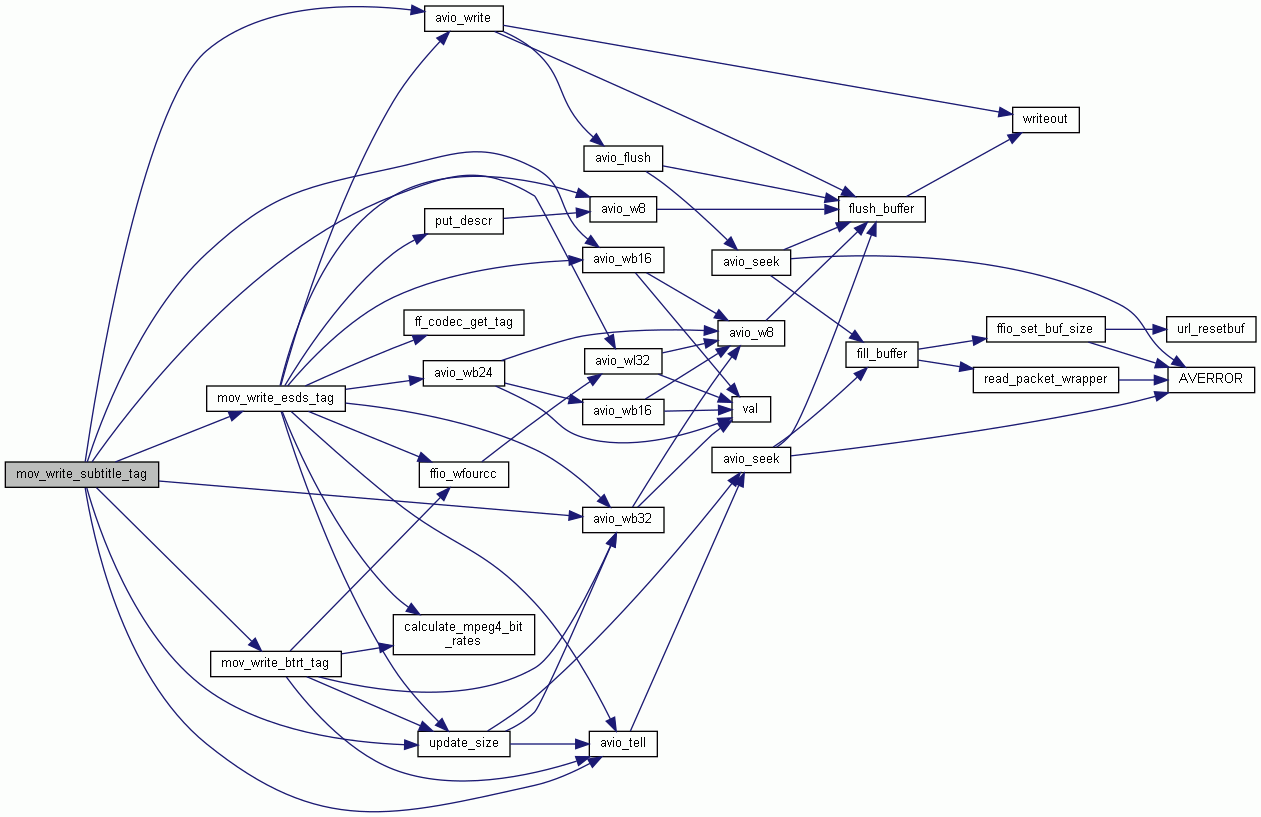 avio_write
writeout
avio_flush
avio_w8
flush_buffer
put_descr
avio_wb16
avio_seek
ff_codec_get_tag
avio_w8
ffio_set_buf_size
url_resetbuf
avio_wl32
fill_buffer
avio_wb24
read_packet_wrapper
AVERROR
mov_write_esds_tag
avio_wb16
val
avio_seek
mov_write_subtitle_tag
ffio_wfourcc
avio_wb32
calculate_mpeg4_bit
_rates
mov_write_btrt_tag
update_size
avio_tell